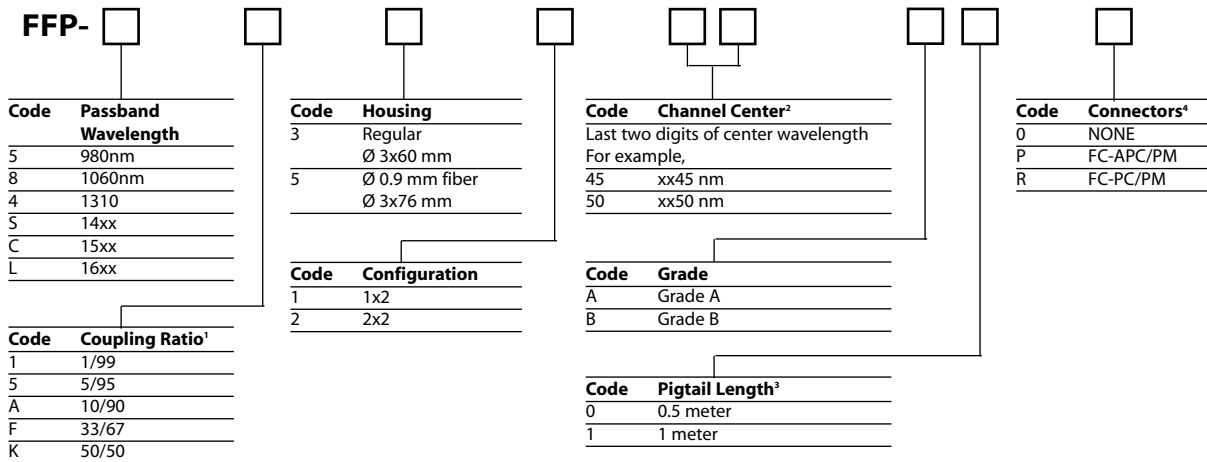 FFP-
Code Passband
Wavelength
5 980nm
8 1060nm
4 1310
S 14xx
C 15xx
L 16xx
Code Coupling Ratio¹
1 1/99
5 5/95
A 10/90
F 33/67
K 50/50
Code Housing
3 Regular
Ø 3x60 mm
5 Ø 0.9 mm fiber
Ø 3x76 mm
Code Configuration
1 1x2
2 2x2
Code Channel Center²
Last two digits of center wavelength
For example,
45 xx45 nm
50 xx50 nm
Code Grade
A Grade A
B Grade B
Code Pigtail Length³
0 0.5 meter
1 1 meter
Code Connectors⁴
0 NONE
P FC-APC/PM
R FC-PC/PM